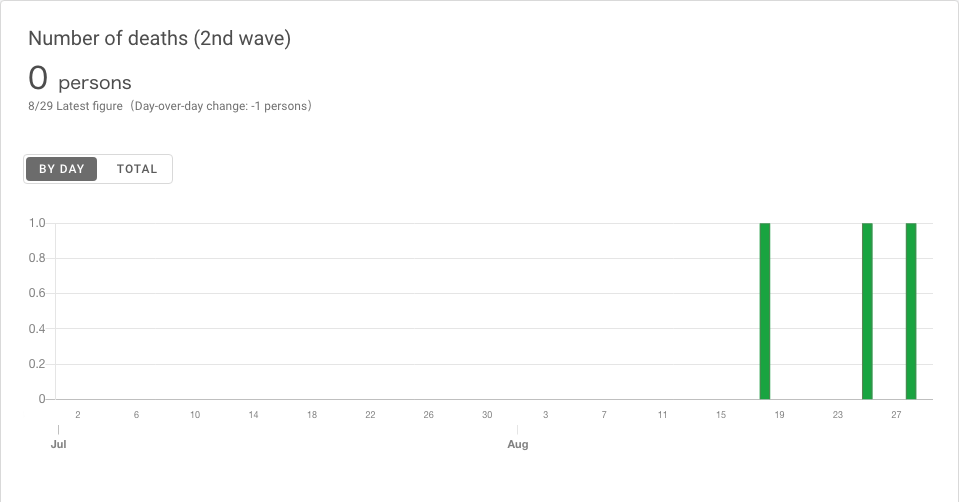 Number of deaths (2nd wave)
0 persons
8/29 Latest figure（Day-over-day change: -1 persons）
BY DAY TOTAL
1.0
0.8
0.6
0.4
0.2
0
2 6 10 14 18 22 26 30 3 7 11 15 19 23 27
Jul Aug